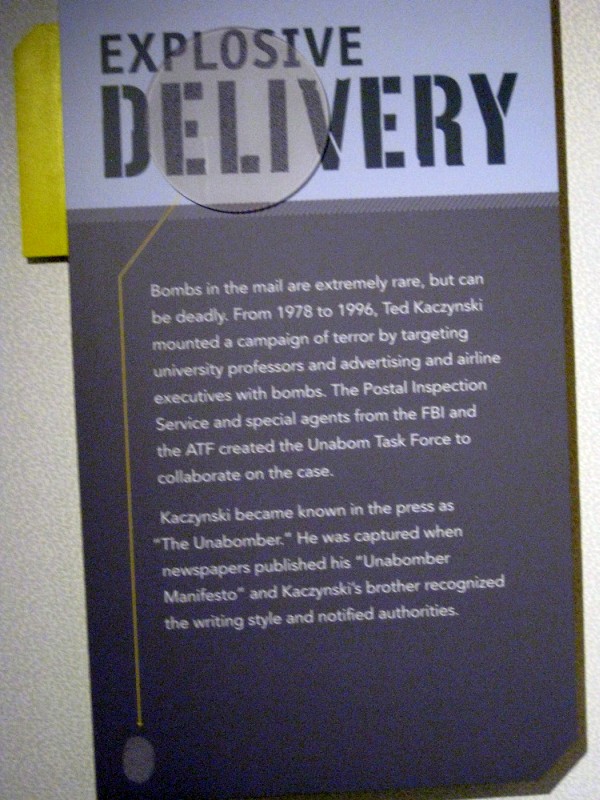 EXPLOSIVE
DELIVERY
Bombs in the mail are extremely rare, but can
be deadly. From 1978 to 1996, Ted Kaczynski
mounted a campaign of terror by targeting
university professors and advertising and airline
executives with bombs. The Postal Inspection
Service and special agents from the FBI and
the ATF created the Unabom Task Force to
collaborate on the case.
Kaczynski became known in the press as
"The Unabomber." He was captured when
newspapers published his "Unabomber
Manifesto" and Kaczynski's brother recognized
the writing style and notified authorities.